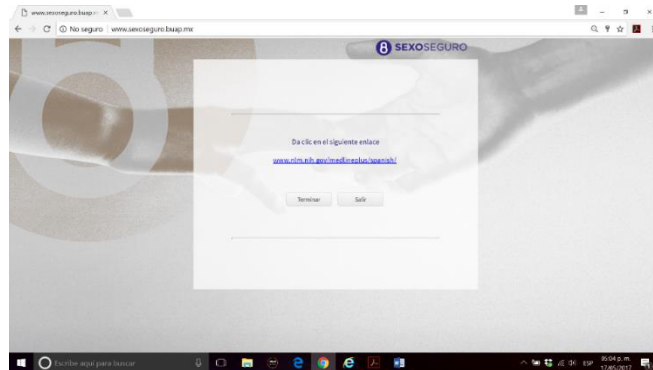 www.sexoseguro.buap.m
No seguro | www.sexoseguro.buap.mx
SEXOSEGURO
Da clic en el siguiente enlace
www.nlm.nih.gov/medlineplus/spanish/
Terminar Salir
Escribe aquí para buscar
ESP
05:04 p. m.
17/05/2017